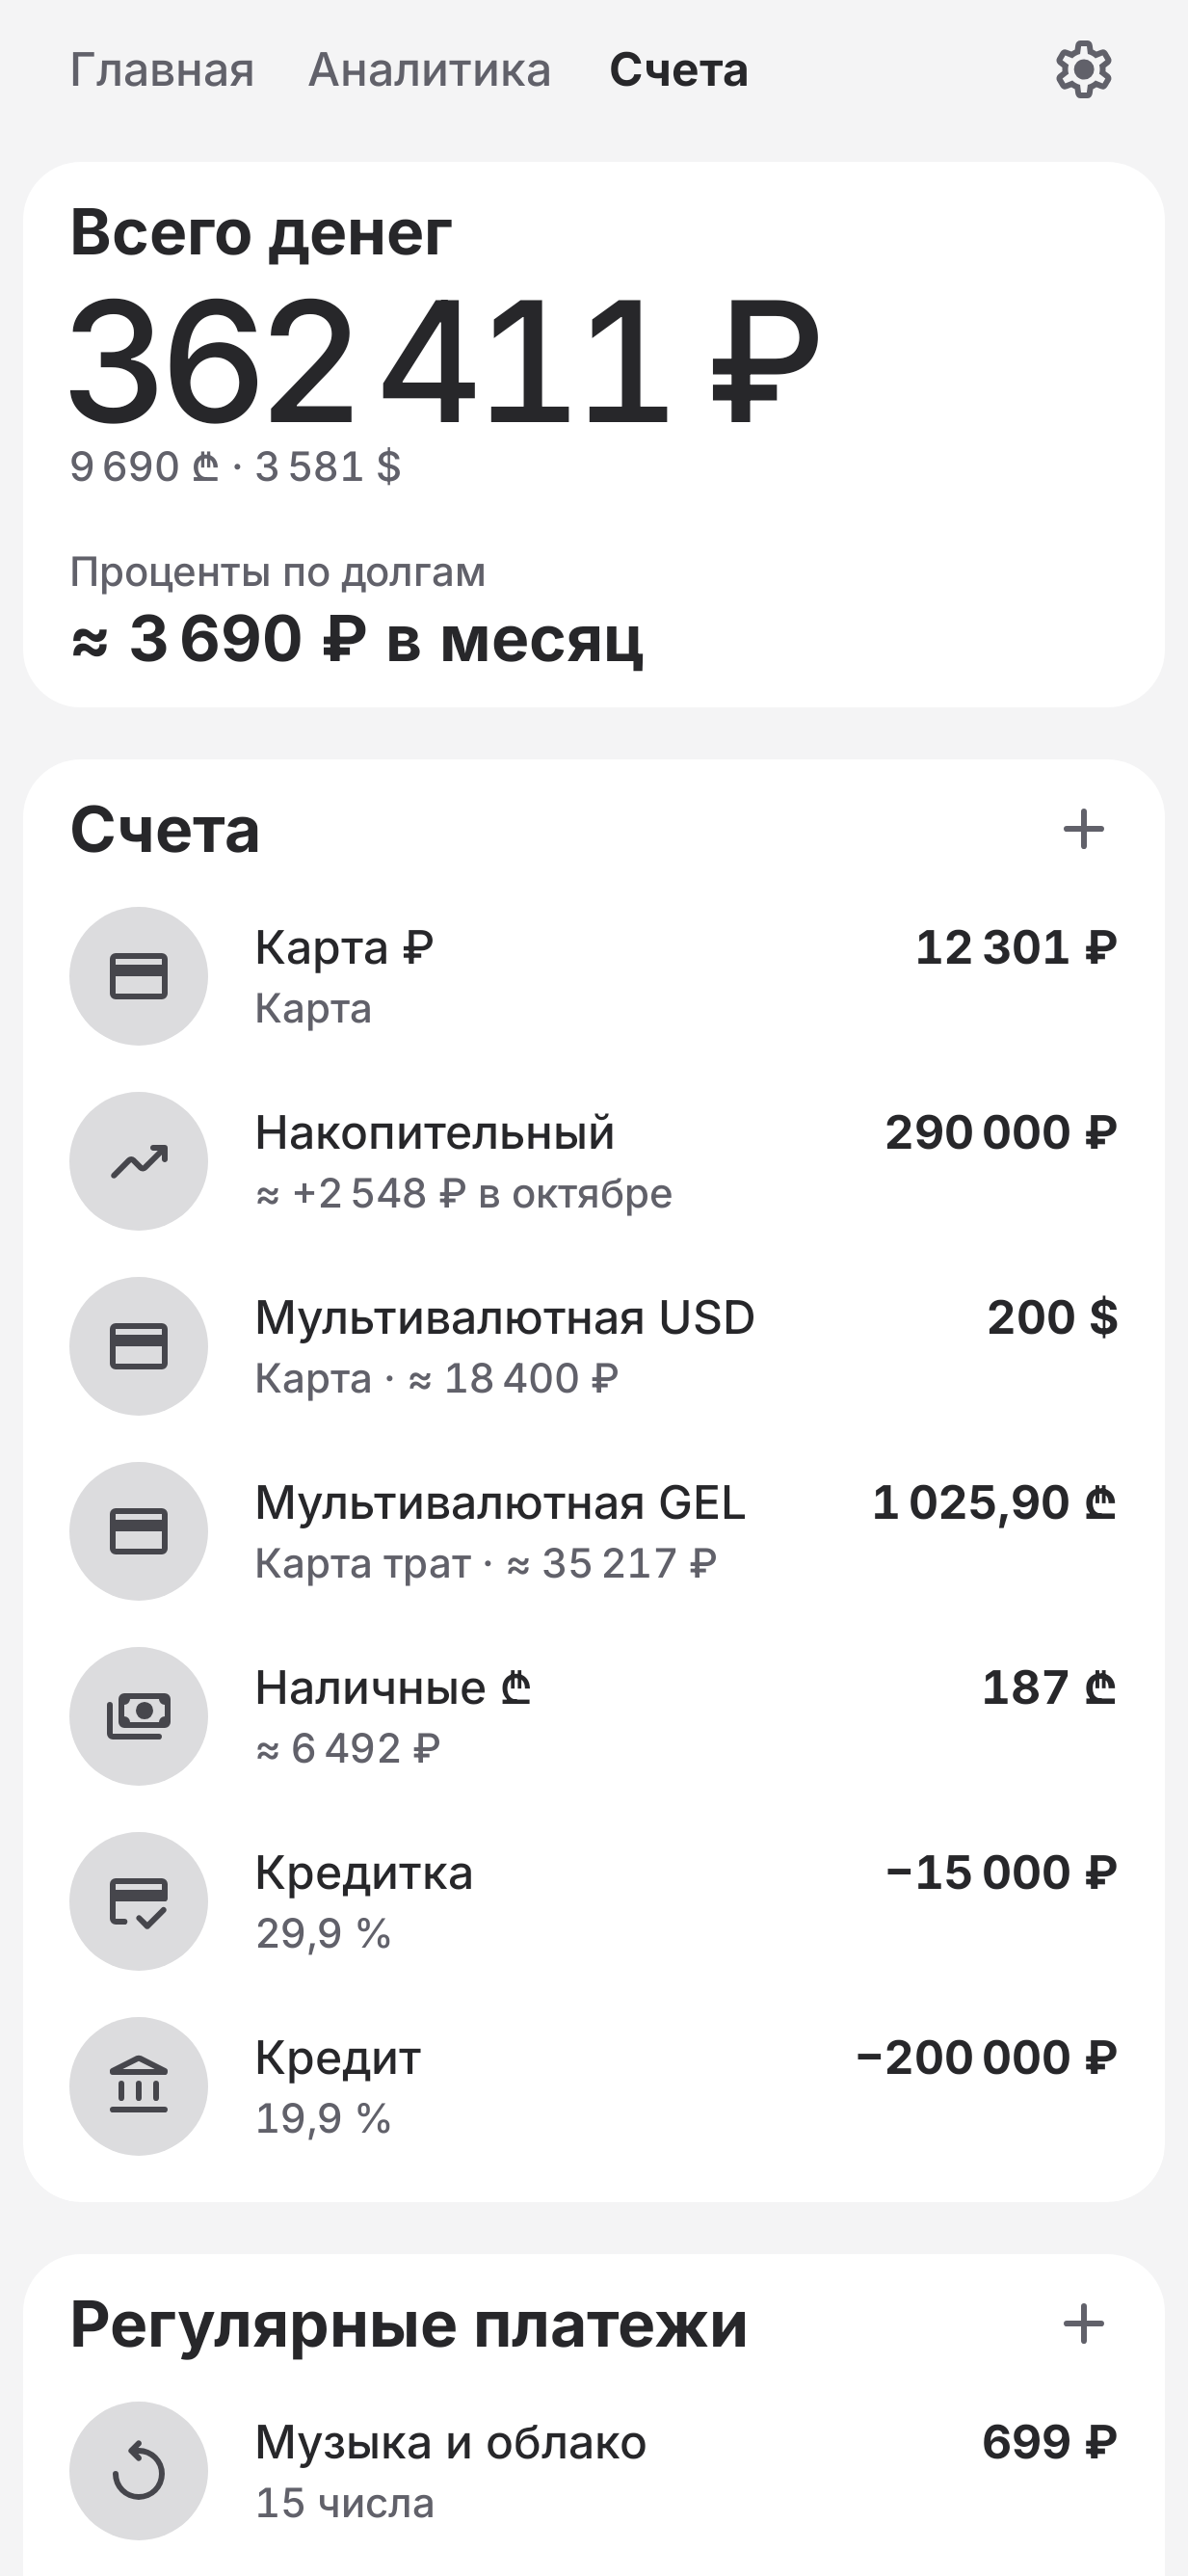 Главная Аналитика Счета
Всего денег
362 411 ₽
9 690 ₾ · 3 581 $
Проценты по долгам
≈ 3 690 ₽ в месяц
Счета
Карта ₽ 12 301 ₽
Карта
Накопительный 290 000 ₽
≈ +2 548 ₽ в октябре
Мультивалютная USD 200 $
Карта · ≈ 18 400 ₽
Мультивалютная GEL 1 025,90 ₾
Карта трат · ≈ 35 217 ₽
Наличные ₾ 187 ₾
≈ 6 492 ₽
Кредитка −15 000 ₽
29,9 %
Кредит −200 000 ₽
19,9 %
Регулярные платежи
Музыка и облако 699 ₽
15 числа